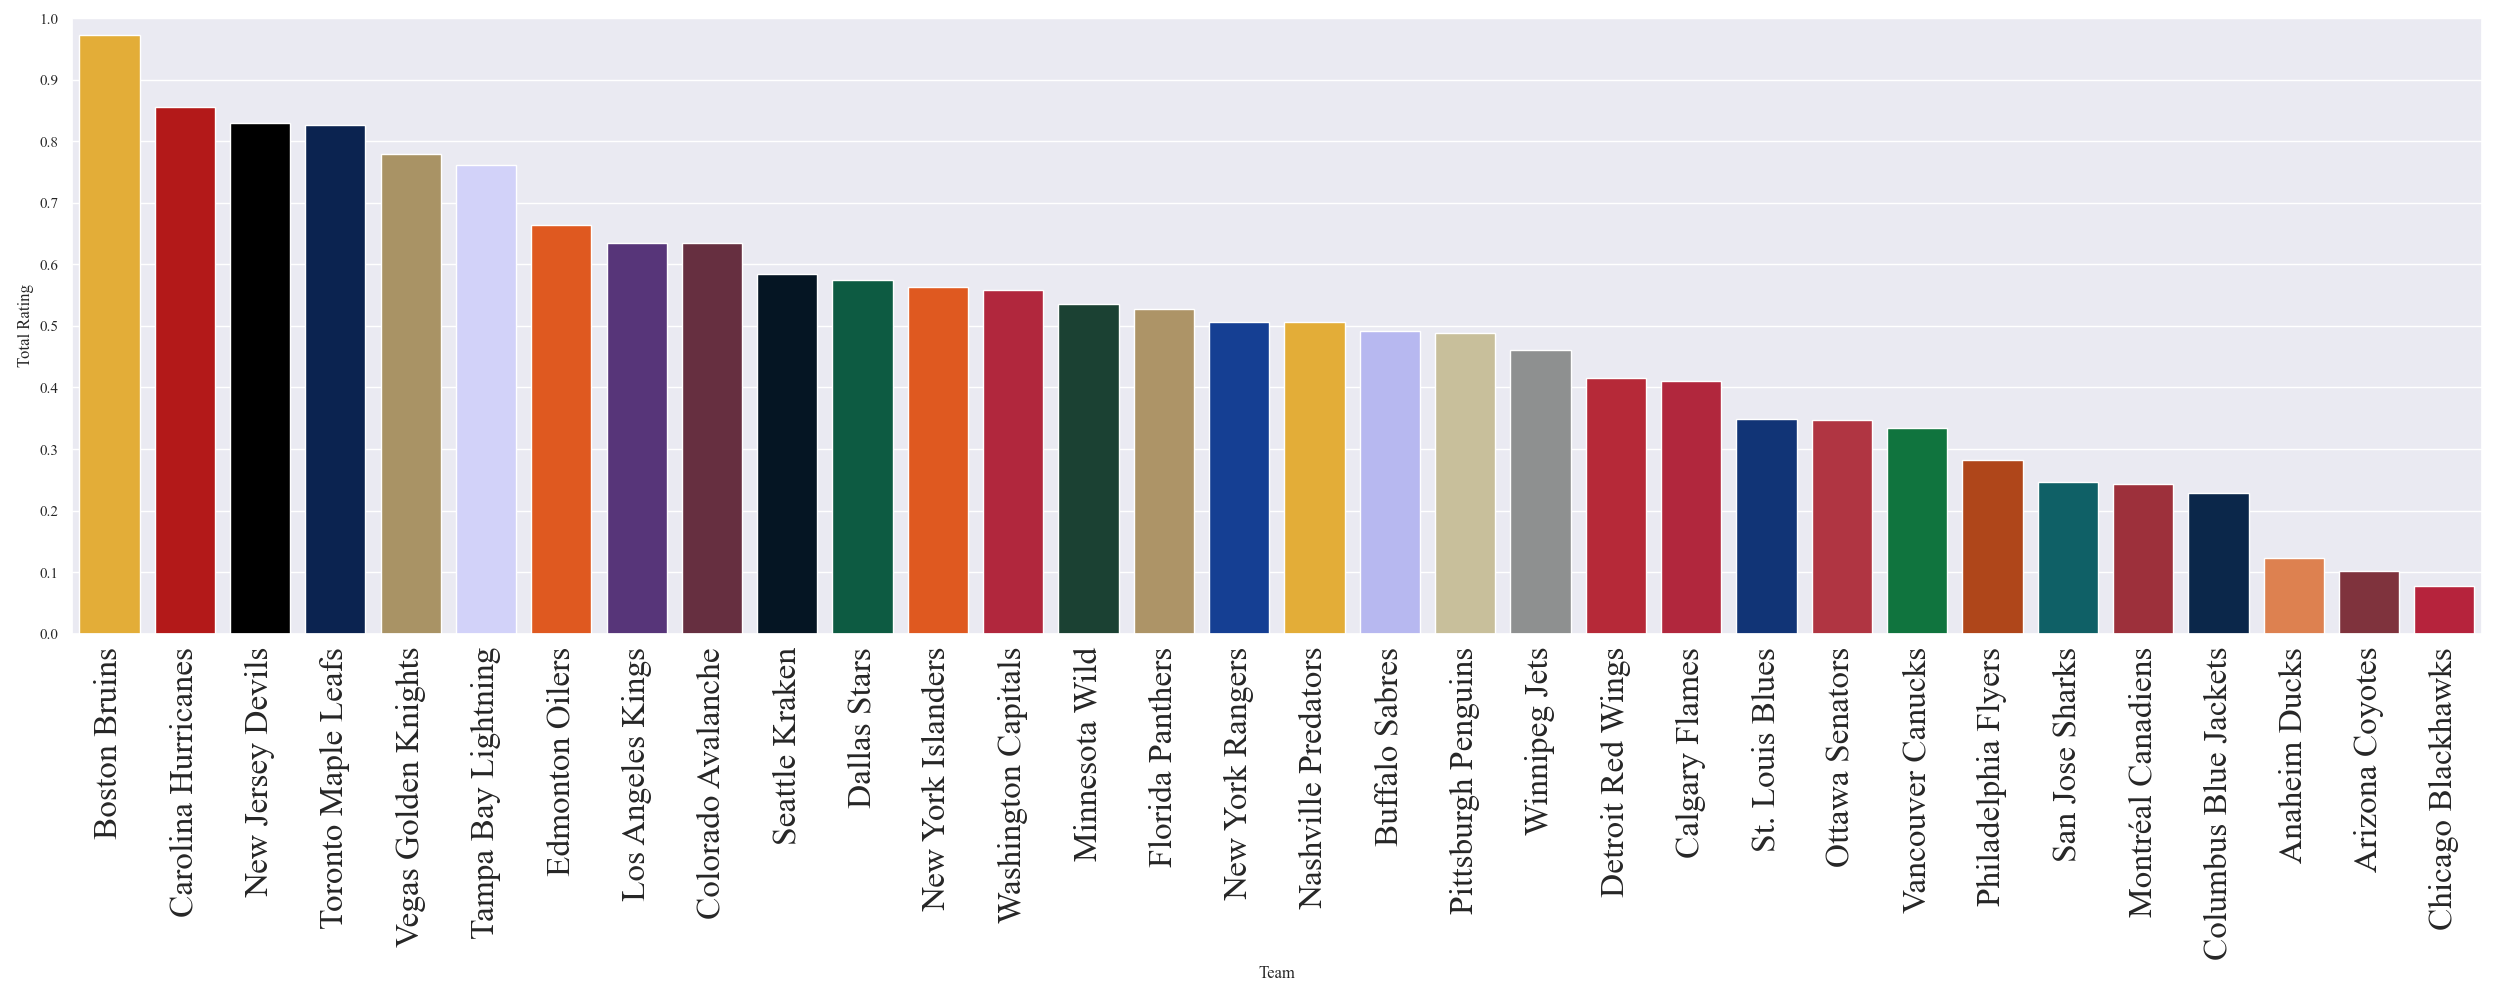 1.0
0.9
0.8
0.7
0.6
0.5
0.4
0.3
0.2
0.1
0.0
Total Rating
Boston Bruins
Carolina Hurricanes
New Jersey Devils
Toronto Maple Leafs
Vegas Golden Knights
Tampa Bay Lightning
Edmonton Oilers
Los Angeles Kings
Colorado Avalanche
Seattle Kraken
Dallas Stars
New York Islanders
Washington Capitals
Minnesota Wild
Florida Panthers
New York Rangers
Nashville Predators
Buffalo Sabres
Pittsburgh Penguins
Winnipeg Jets
Detroit Red Wings
Calgary Flames
St. Louis Blues
Ottawa Senators
Vancouver Canucks
Philadelphia Flyers
San Jose Sharks
Montréal Canadiens
Columbus Blue Jackets
Anaheim Ducks
Arizona Coyotes
Chicago Blackhawks
Team